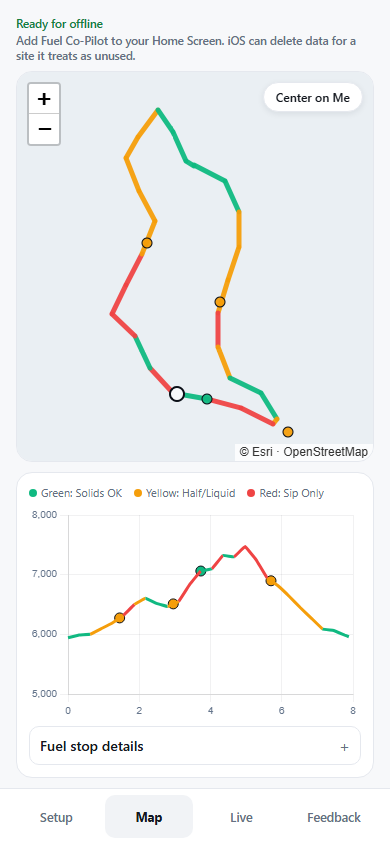 Ready for offline
Add Fuel Co-Pilot to your Home Screen. iOS can delete data for a
site it treats as unused.
+
−
Center on Me
© Esri · OpenStreetMap
Green: Solids OK
Yellow: Half/Liquid
Red: Sip Only
8,000
7,000
6,000
5,000
0
2
4
6
8
Fuel stop details
+
Setup
Map
Live
Feedback